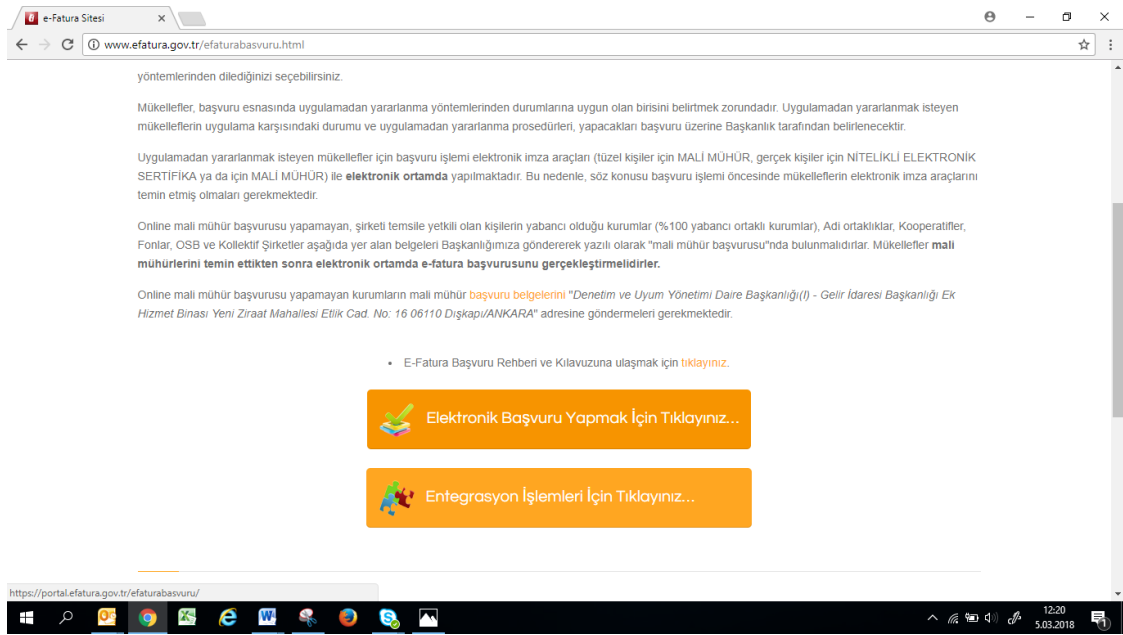 e-Fatura Sitesi
www.efatura.gov.tr/efaturabasvuru.html
yöntemlerinden dilediğinizi seçebilirsiniz.
Mükellefler, başvuru esnasında uygulamadan yararlanma yöntemlerinden durumlarına uygun olan birisini belirtmek zorundadır. Uygulamadan yararlanmak isteyen
mükelleflerin uygulama karşısındaki durumu ve uygulamadan yararlanma prosedürleri, yapacakları başvuru üzerine Başkanlık tarafından belirlenecektir.
Uygulamadan yararlanmak isteyen mükellefler için başvuru işlemi elektronik imza araçları (tüzel kişiler için MALİ MÜHÜR, gerçek kişiler için NİTELİKLİ ELEKTRONİK
SERTİFİKA ya da için MALİ MÜHÜR) ile elektronik ortamda yapılmaktadır. Bu nedenle, söz konusu başvuru işlemi öncesinde mükelleflerin elektronik imza araçlarını
temin etmiş olmaları gerekmektedir.
Online mali mühür başvurusu yapamayan, şirketi temsile yetkili olan kişilerin yabancı olduğu kurumlar (%100 yabancı ortaklı kurumlar), Adi ortaklıklar, Kooperatifler,
Fonlar, OSB ve Kollektif Şirketler aşağıda yer alan belgeleri Başkanlığımıza göndererek yazılı olarak "mali mühür başvurusu"nda bulunmalıdırlar. Mükellefler mali
mühürlerini temin ettikten sonra elektronik ortamda e-fatura başvurusunu gerçekleştirmelidirler.
Online mali mühür başvurusu yapamayan kurumların mali mühür başvuru belgelerini "Denetim ve Uyum Yönetimi Daire Başkanlığı(I) - Gelir İdaresi Başkanlığı Ek
Hizmet Binası Yeni Ziraat Mahallesi Etlik Cad. No: 16 06110 Dışkapı/ANKARA" adresine göndermeleri gerekmektedir.
• E-Fatura Başvuru Rehberi ve Kılavuzuna ulaşmak için tıklayınız.
Elektronik Başvuru Yapmak İçin Tıklayınız...
Entegrasyon İşlemleri İçin Tıklayınız...
https://portal.efatura.gov.tr/efaturabasvuru/
12:20
5.03.2018